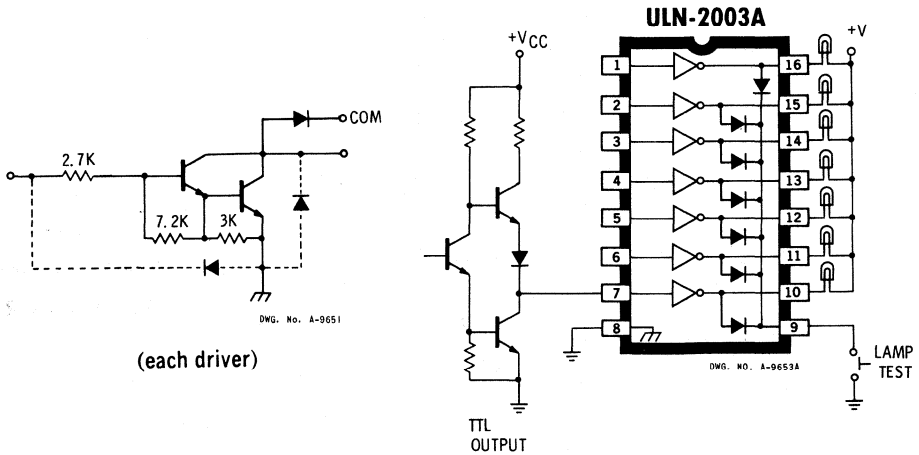 ULN-2003A
2.7K
7.2K
3K
COM
DWG. No. A-9651
(each driver)
+VCC
TTL
OUTPUT
1
2
3
4
5
6
7
8
16
15
14
13
12
11
10
9
+V
LAMP
TEST
DWG. NO. A-9653A